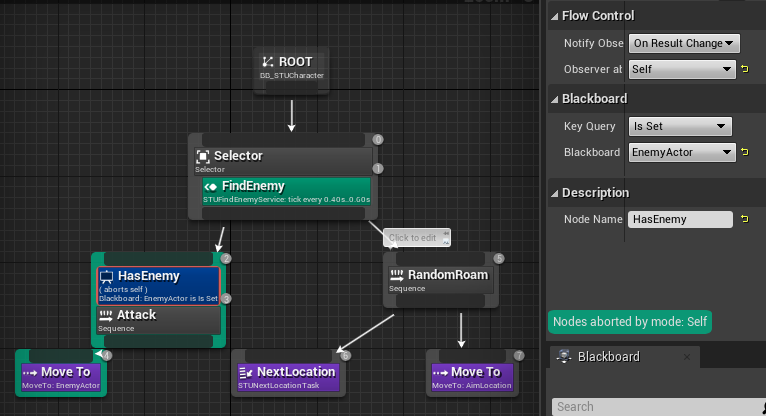 ROOT
BB_STUCharacter
0
Selector
Selector
1
FindEnemy
STUFindEnemyService: tick every 0.40s..0.60s
Click to edit
2
HasEnemy
( aborts self )
Blackboard: EnemyActor is Is Set
3
Attack
Sequence
5
RandomRoam
Sequence
4
Move To
MoveTo: EnemyActor
6
NextLocation
STUNextLocationTask
7
Move To
MoveTo: AimLocation
Flow Control
Notify Obse
On Result Change
Observer ab
Self
Blackboard
Key Query
Is Set
Blackboard
EnemyActor
Description
Node Name
HasEnemy
Nodes aborted by mode: Self
Blackboard
Search